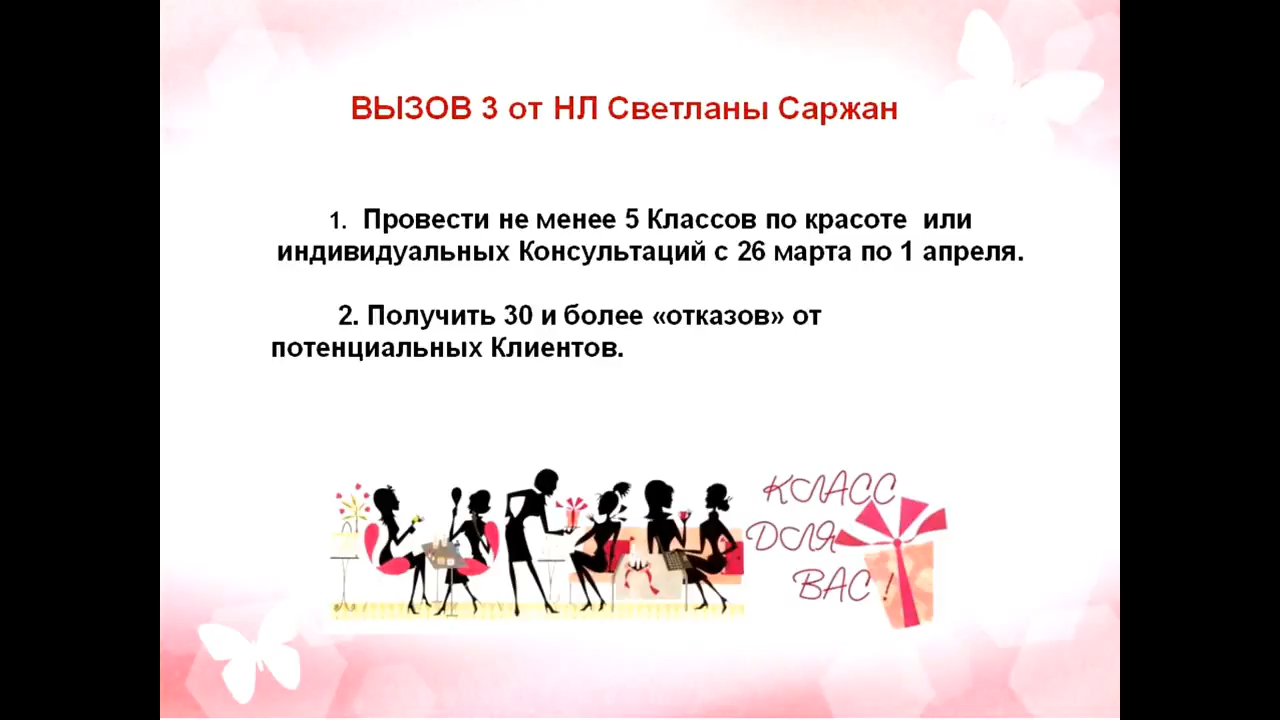 ВЫЗОВ 3 от НЛ Светланы Саржан
1. Провести не менее 5 Классов по красоте или
индивидуальных Консультаций с 26 марта по 1 апреля.
2. Получить 30 и более «отказов» от
потенциальных Клиентов.
КЛАСС
ДЛЯ
ВАС!